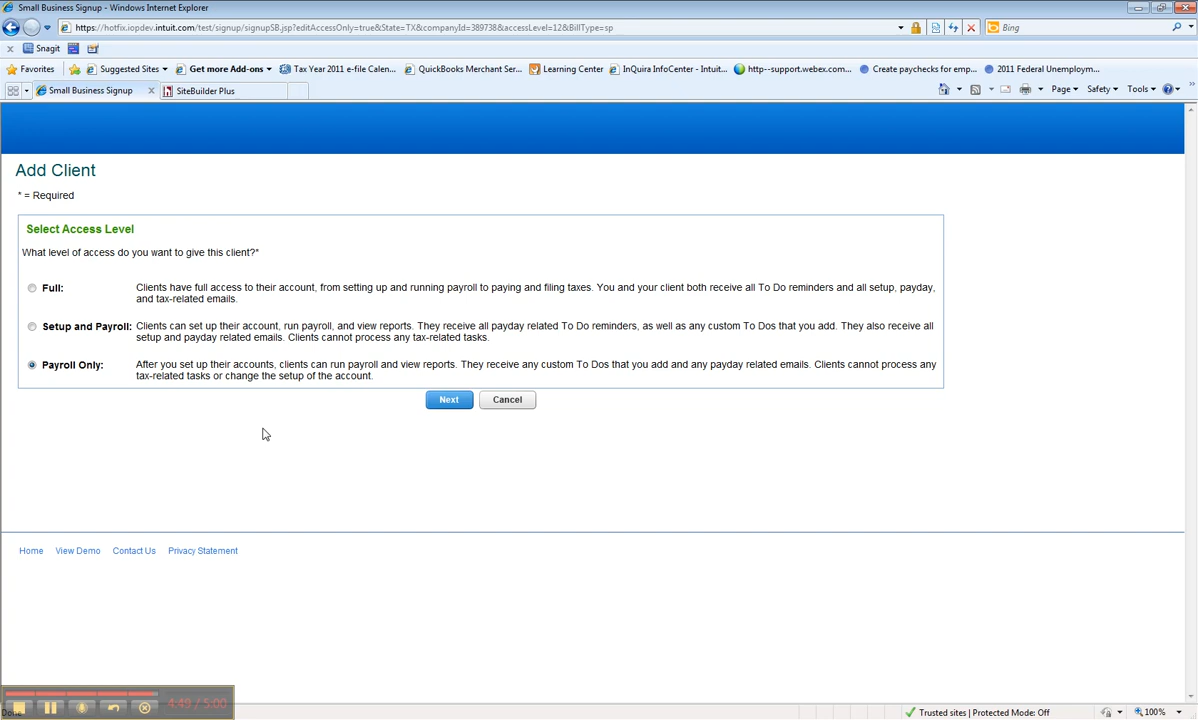 Small Business Signup - Windows Internet Explorer
https://hotfix.iopdev.intuit.com/test/signup/signupSB.jsp?editAccessOnly=true&State=TX&companyId=389738&accessLevel=12&BillType=sp
Bing
x Snagit
Favorites Suggested Sites Get more Add-ons Tax Year 2011 e-file Calen... QuickBooks Merchant Ser... Learning Center InQuira InfoCenter - Intuit... http--support.webex.com... Create paychecks for emp... 2011 Federal Unemploym...
Small Business Signup x SiteBuilder Plus
Page Safety Tools
Add Client
* = Required
Select Access Level
What level of access do you want to give this client?*
Full: Clients have full access to their account, from setting up and running payroll to paying and filing taxes. You and your client both receive all To Do reminders and all setup, payday,
and tax-related emails.
Setup and Payroll: Clients can set up their account, run payroll, and view reports. They receive all payday related To Do reminders, as well as any custom To Dos that you add. They also receive all
setup and payday related emails. Clients cannot process any tax-related tasks.
Payroll Only: After you set up their accounts, clients can run payroll and view reports. They receive any custom To Dos that you add and any payday related emails. Clients cannot process any
tax-related tasks or change the setup of the account.
Next Cancel
Home View Demo Contact Us Privacy Statement
4:49 / 5:00
Done
Trusted sites | Protected Mode: Off
100%